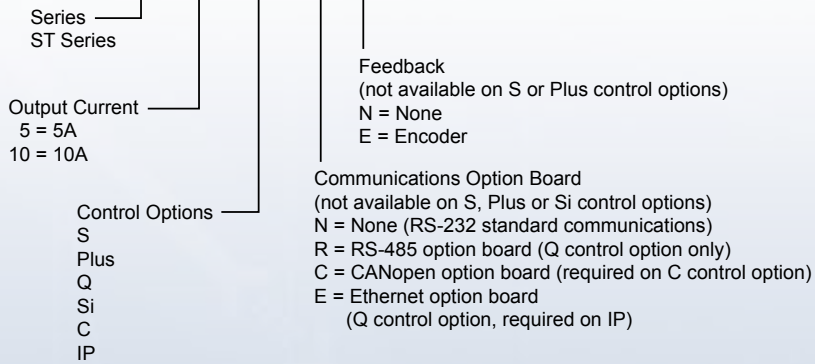 Series
ST Series
Output Current
5 = 5A
10 = 10A
Control Options
S
Plus
Q
Si
C
IP
Feedback
(not available on S or Plus control options)
N = None
E = Encoder
Communications Option Board
(not available on S, Plus or Si control options)
N = None (RS-232 standard communications)
R = RS-485 option board (Q control option only)
C = CANopen option board (required on C control option)
E = Ethernet option board
(Q control option, required on IP)